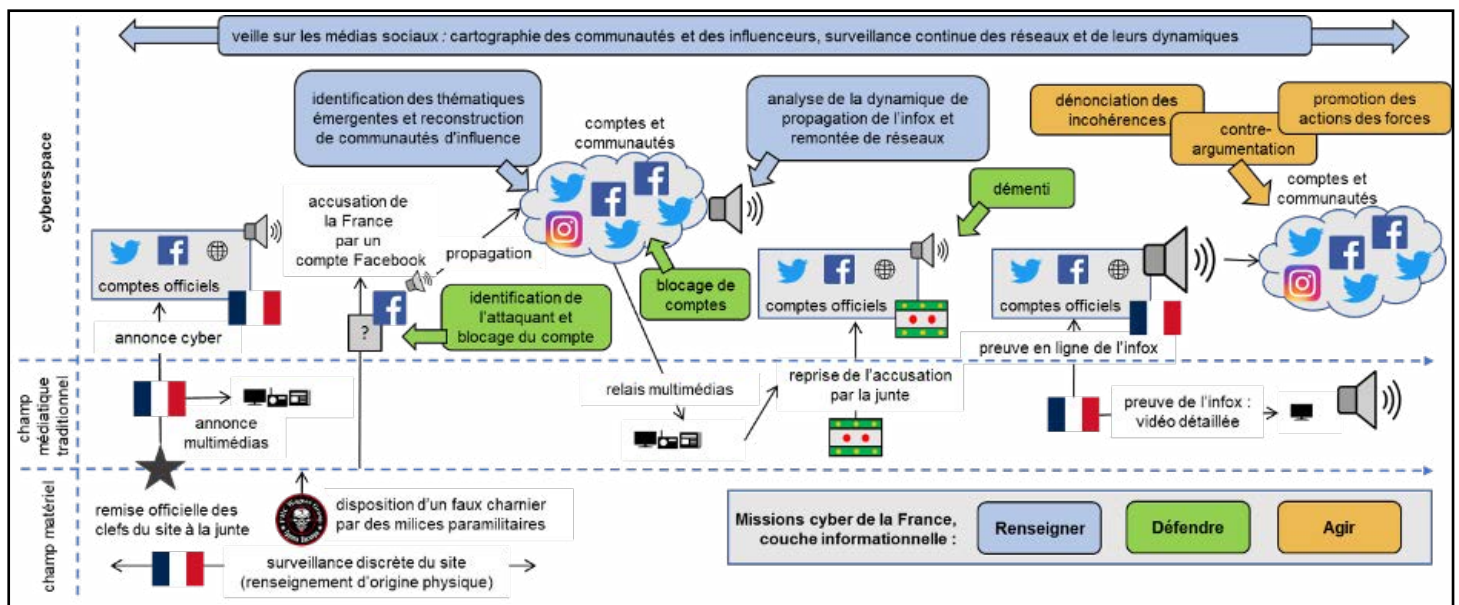 veille sur les médias sociaux : cartographie des communautés et des influenceurs, surveillance continue des réseaux et de leurs dynamiques
cyberespace
identification des thématiques
émergentes et reconstruction
de communautés d'influence
comptes et
communautés
analyse de la dynamique de
propagation de l'infox et
remontée de réseaux
dénonciation des
incohérences
promotion des
actions des forces
contre-
argumentation
comptes et
communautés
accusation de
la France
par un
compte Facebook
propagation
démenti
comptes officiels
blocage de
comptes
comptes officiels
comptes officiels
identification de
l'attaquant et
blocage du compte
?
annonce cyber
preuve en ligne de l'infox
champ
médiatique
traditionnel
annonce
multimédias
relais multimédias
reprise de l'accusation
par la junte
preuve de l'infox :
vidéo détaillée
champ matériel
remise officielle des
clefs du site à la junte
disposition d'un faux charnier
par des milices paramilitaires
surveillance discrète du site
(renseignement d'origine physique)
Missions cyber de la France,
couche informationnelle :
Renseigner
Défendre
Agir